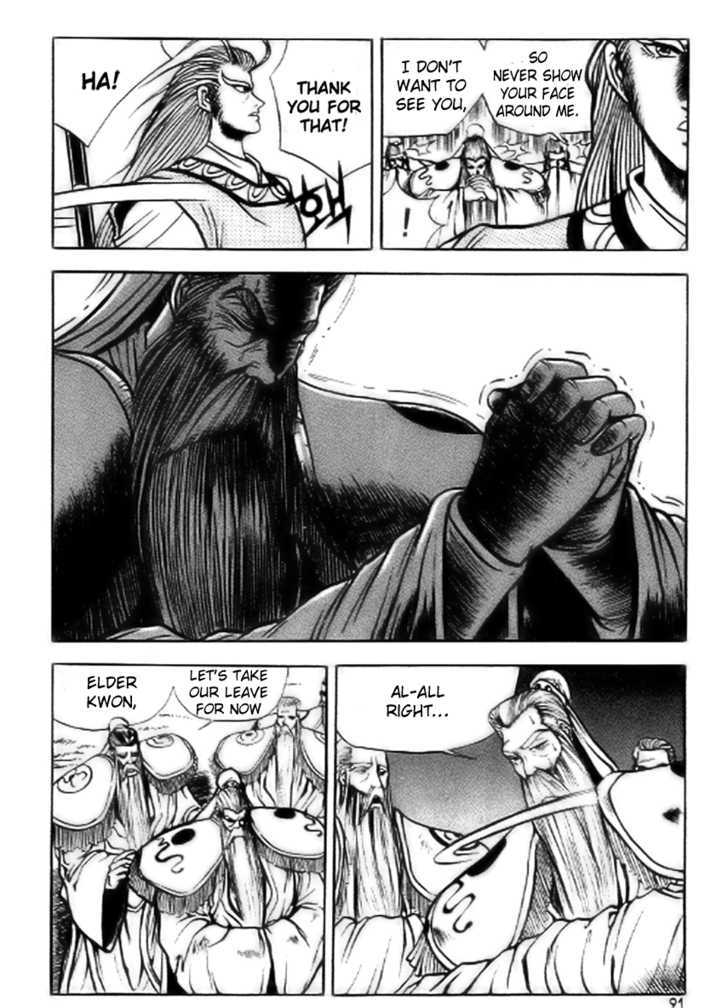 HA!
THANK
YOU FOR
THAT!
홱
I DON'T
WANT TO
SEE YOU,
SO
NEVER SHOW
YOUR FACE
AROUND ME.
!
ELDER
KWON,
LET'S TAKE
OUR LEAVE
FOR NOW
AL-ALL
RIGHT...
91